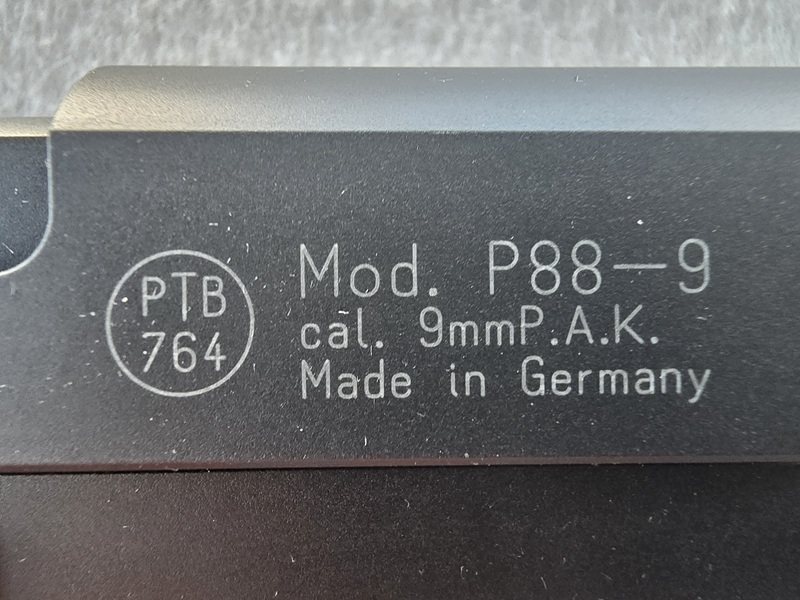 PTB
764
Mod. P88-9
cal. 9mmP.A.K.
Made in Germany